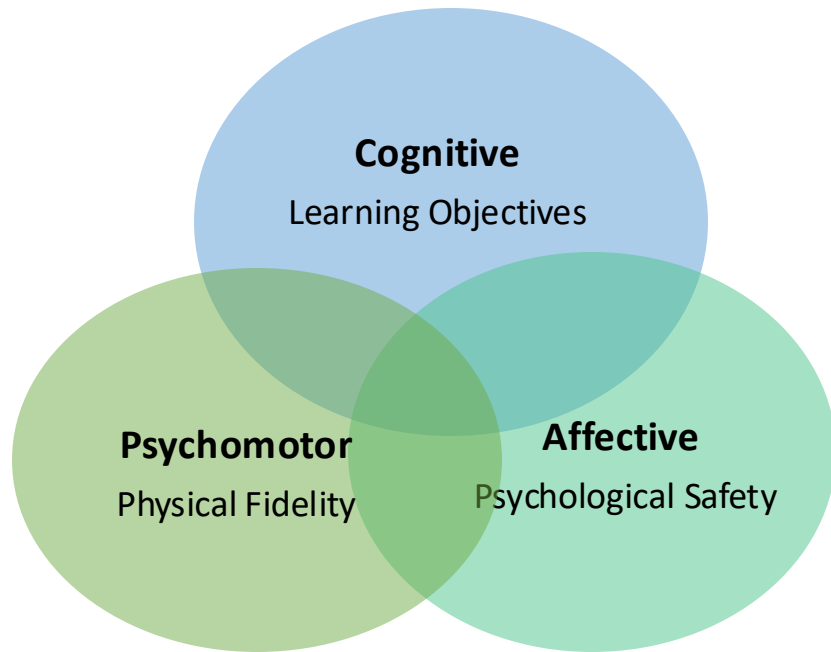 Cognitive
Learning Objectives
Psychomotor
Physical Fidelity
Affective
Psychological Safety